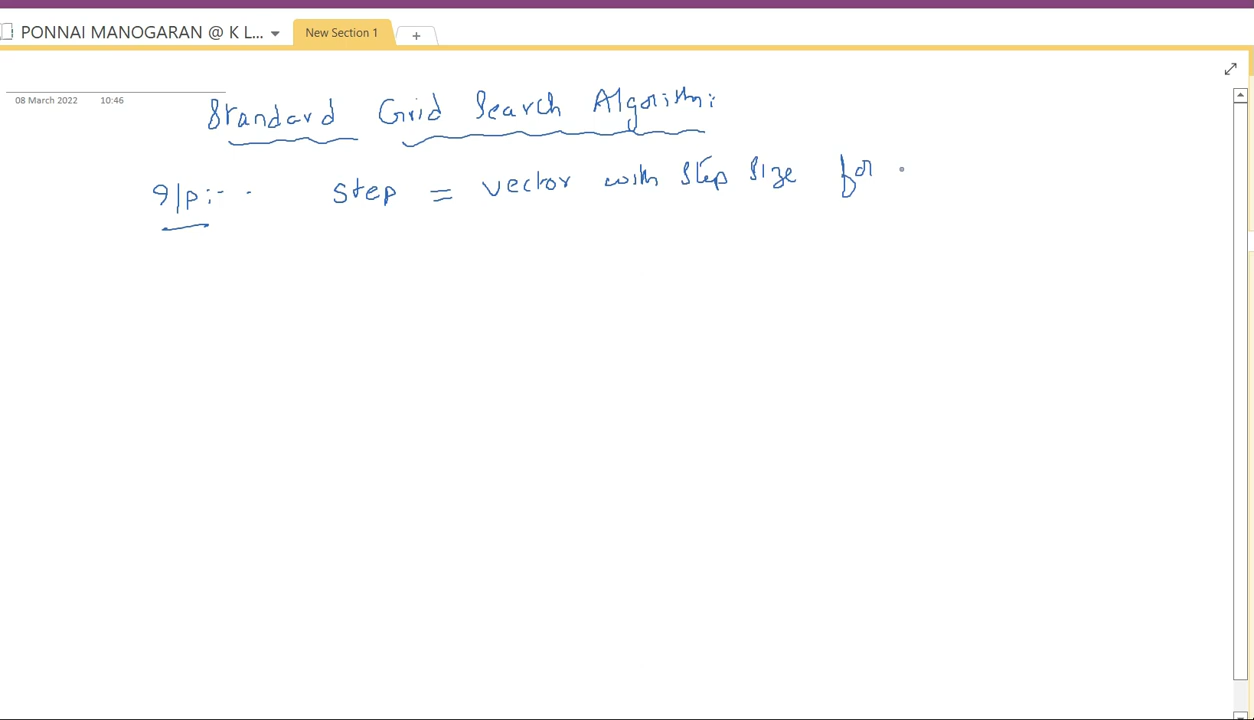 PONNAI MANOGARAN @ K L...
New Section 1
+
08 March 2022 10:46
Standard Grid Search Algorithm:
I/p:- Step = vector with step size for